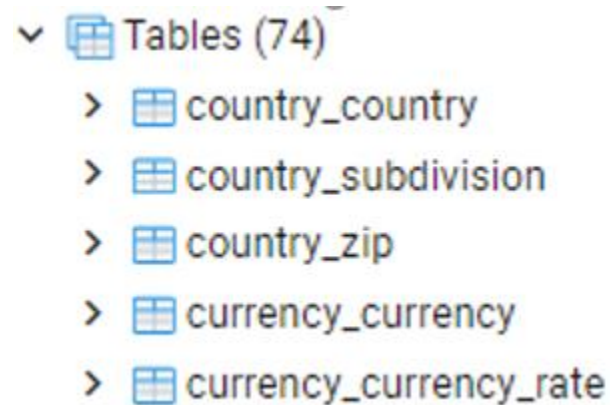 Tables (74)
country_country
country_subdivision
country_zip
currency_currency
currency_currency_rate